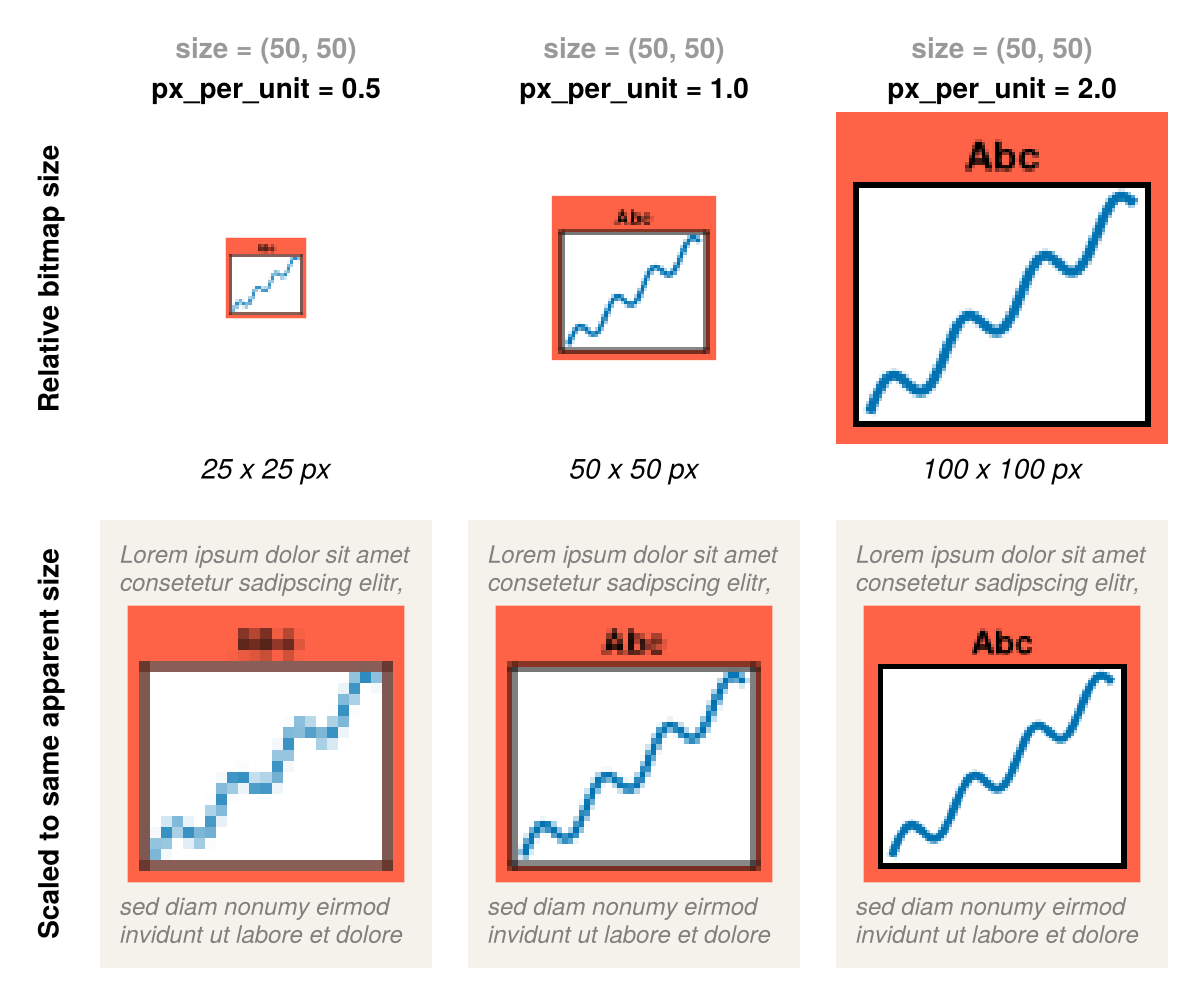 size = (50, 50)
px_per_unit = 0.5
size = (50, 50)
px_per_unit = 1.0
size = (50, 50)
px_per_unit = 2.0
Relative bitmap size
Abc
Abc
25 x 25 px
50 x 50 px
100 x 100 px
Scaled to same apparent size
Lorem ipsum dolor sit amet
consetetur sadipscing elitr,
sed diam nonumy eirmod
invidunt ut labore et dolore
Lorem ipsum dolor sit amet
consetetur sadipscing elitr,
Abc
sed diam nonumy eirmod
invidunt ut labore et dolore
Lorem ipsum dolor sit amet
consetetur sadipscing elitr,
Abc
sed diam nonumy eirmod
invidunt ut labore et dolore